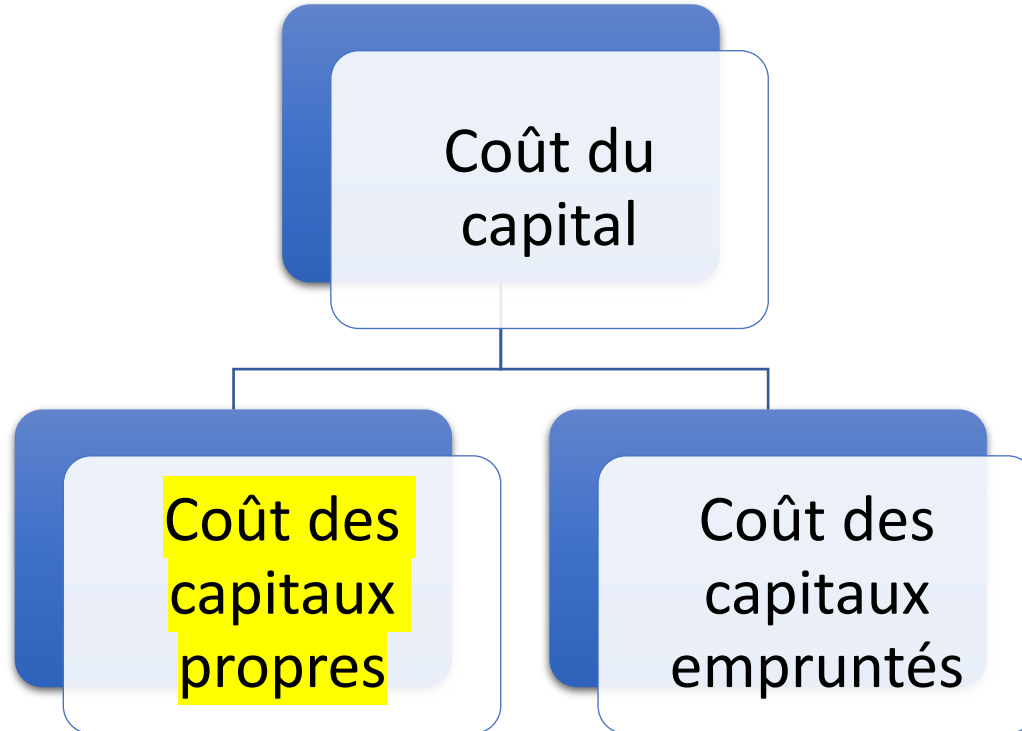 Coût du
capital
Coût des
capitaux
propres
Coût des
capitaux
empruntés